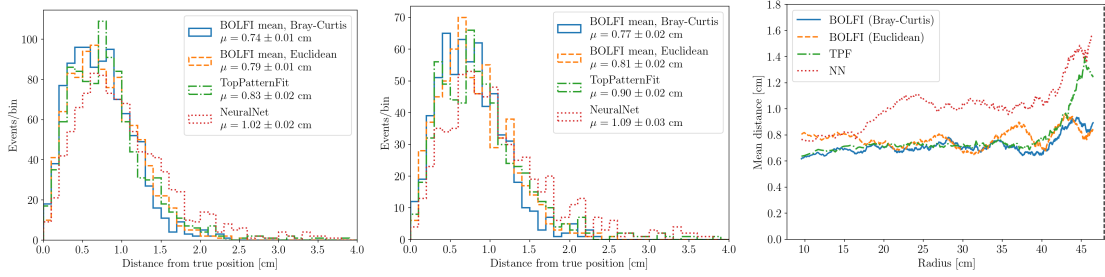 Events/bin
100
80
60
40
20
0
0.0 0.5 1.0 1.5 2.0 2.5 3.0 3.5 4.0
Distance from true position [cm]
BOLFI mean, Bray-Curtis
μ = 0.74 ± 0.01 cm
BOLFI mean, Euclidean
μ = 0.79 ± 0.01 cm
TopPatternFit
μ = 0.83 ± 0.02 cm
NeuralNet
μ = 1.02 ± 0.02 cm
Events/bin
70
60
50
40
30
20
10
0
0.0 0.5 1.0 1.5 2.0 2.5 3.0 3.5 4.0
Distance from true position [cm]
BOLFI mean, Bray-Curtis
μ = 0.77 ± 0.02 cm
BOLFI mean, Euclidean
μ = 0.81 ± 0.02 cm
TopPatternFit
μ = 0.90 ± 0.02 cm
NeuralNet
μ = 1.09 ± 0.03 cm
Mean distance [cm]
1.8
1.6
1.4
1.2
1.0
0.8
0.6
0.4
0.2
0.0
10 15 20 25 30 35 40 45
Radius [cm]
BOLFI (Bray-Curtis)
BOLFI (Euclidean)
TPF
NN